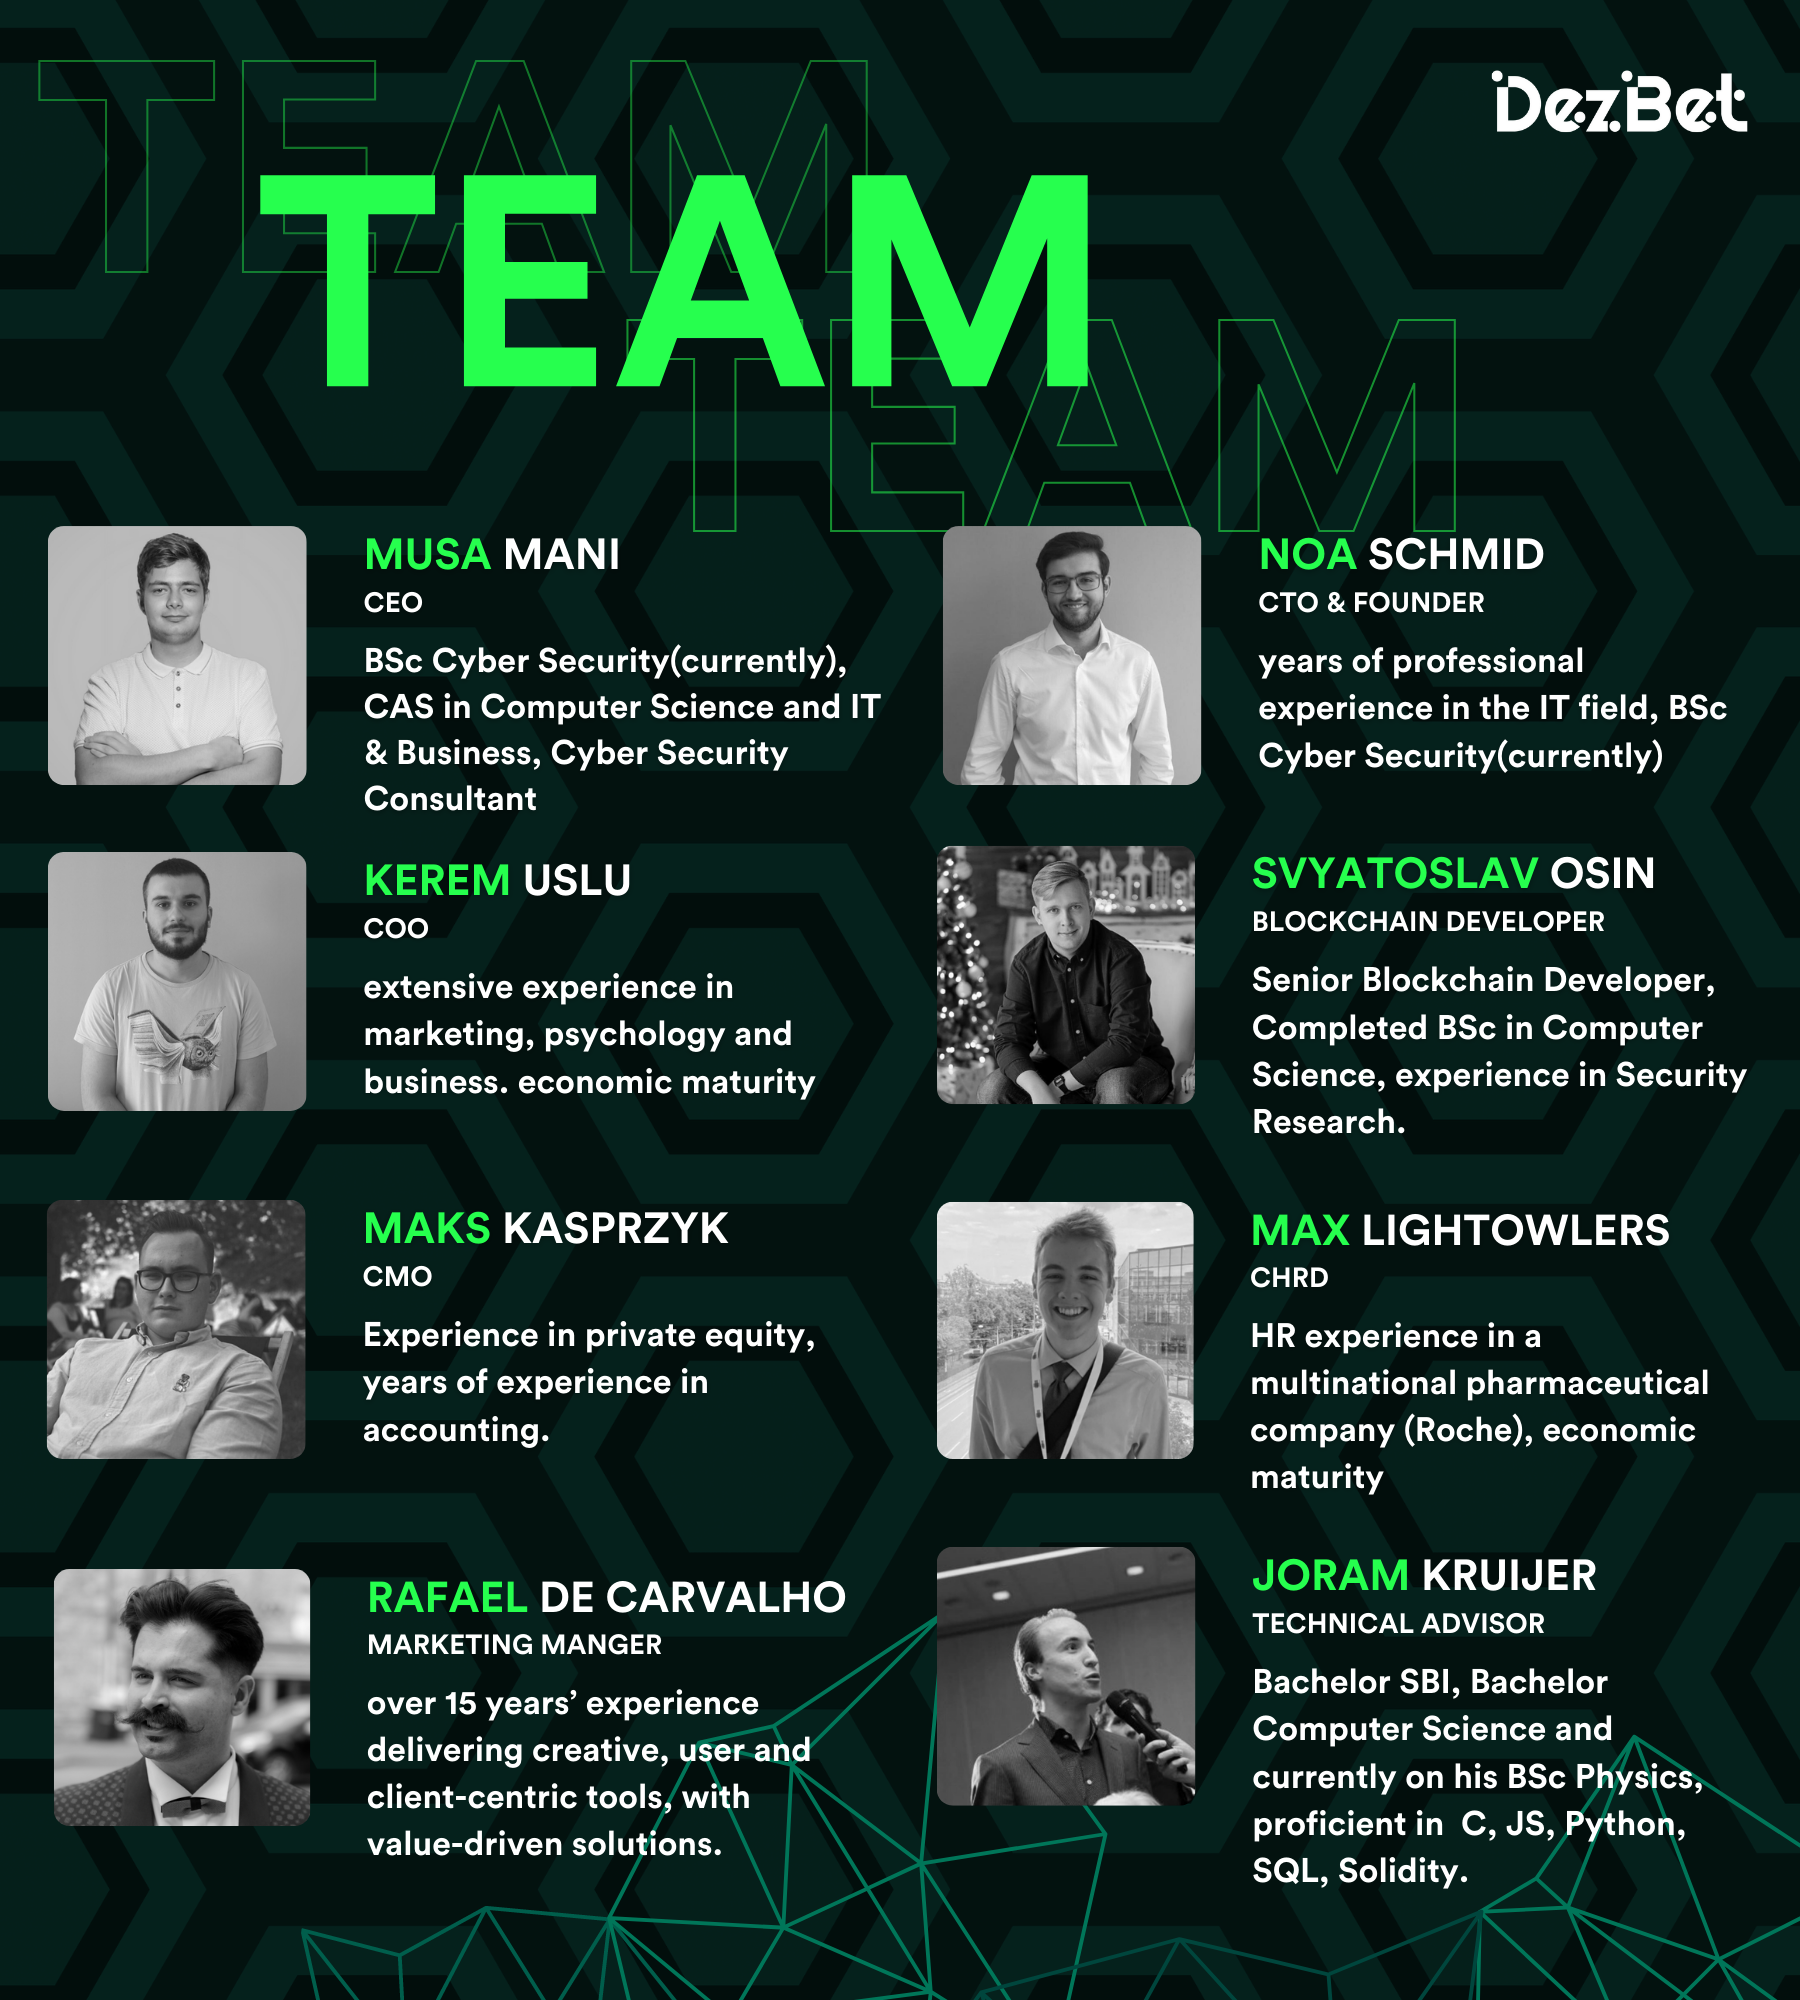 TEAM
DezBet
TEAM
TEAM
MUSA MANI
CEO
BSc Cyber Security(currently),
CAS in Computer Science and IT
& Business, Cyber Security
Consultant
NOA SCHMID
CTO & FOUNDER
years of professional
experience in the IT field, BSc
Cyber Security(currently)
KEREM USLU
COO
extensive experience in
marketing, psychology and
business. economic maturity
SVYATOSLAV OSIN
BLOCKCHAIN DEVELOPER
Senior Blockchain Developer,
Completed BSc in Computer
Science, experience in Security
Research.
MAKS KASPRZYK
CMO
Experience in private equity,
years of experience in
accounting.
MAX LIGHTOWLERS
CHRD
HR experience in a
multinational pharmaceutical
company (Roche), economic
maturity
RAFAEL DE CARVALHO
MARKETING MANGER
over 15 years’ experience
delivering creative, user and
client-centric tools, with
value-driven solutions.
JORAM KRUIJER
TECHNICAL ADVISOR
Bachelor SBI, Bachelor
Computer Science and
currently on his BSc Physics,
proficient in  C, JS, Python,
SQL, Solidity.